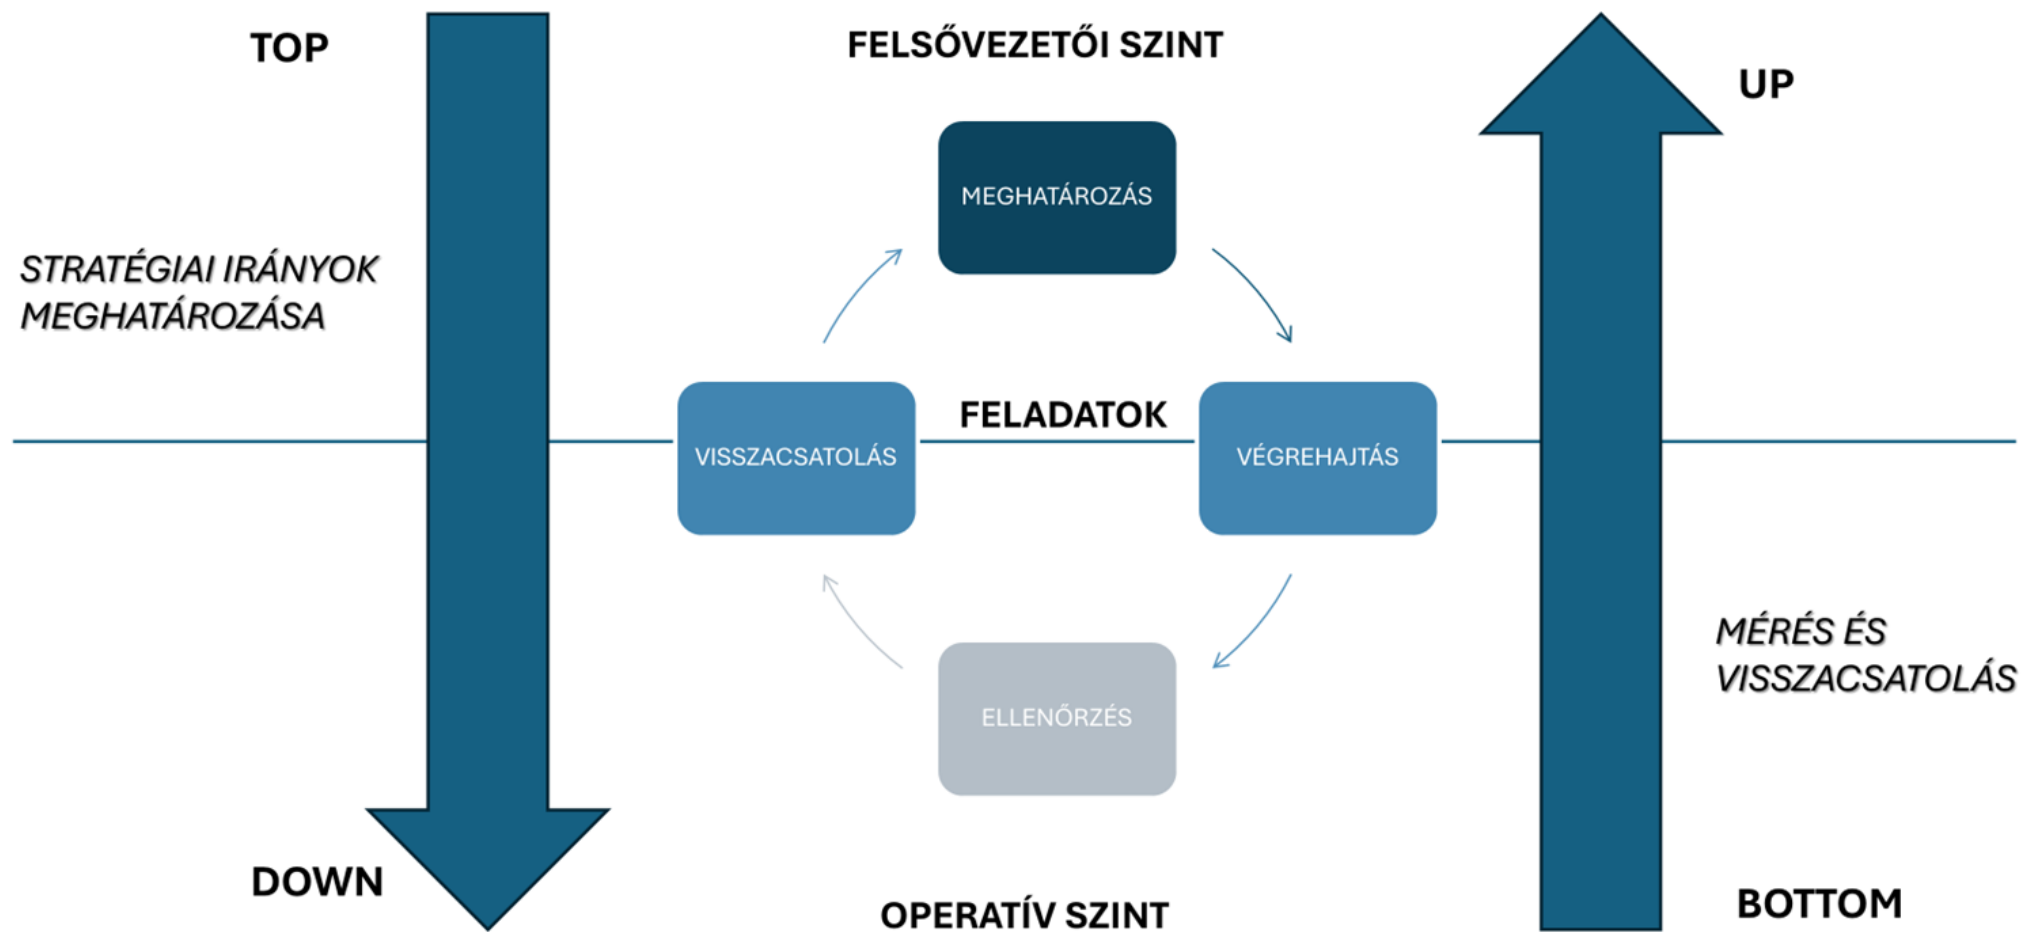 TOP
FELSŐVEZETŐI SZINT
UP
MEGHATÁROZÁS
STRATÉGIAI IRÁNYOK
MEGHATÁROZÁSA
FELADATOK
VISSZACSATOLÁS
VÉGREHAJTÁS
MÉRÉS ÉS
VISSZACSATOLÁS
ELLENŐRZÉS
DOWN
OPERATÍV SZINT
BOTTOM